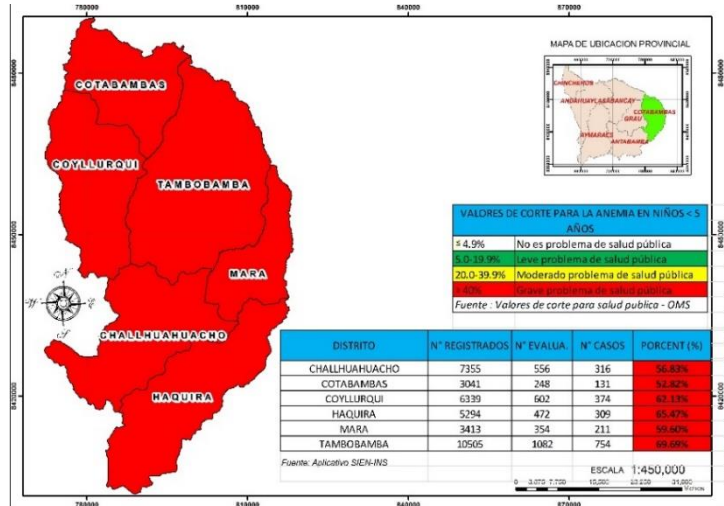 780000 810000 840000 870000
MAPA DE UBICACION PROVINCIAL
CHINCHEROS
ANDAHUAYLAS ABANCAY
COTABAMBAS
GRAU
AYMARAES
ANTABAMBA
COTABAMBAS
COYLLURQUI
TAMBOBAMBA
MARA
CHALLHUAHUACHO
HAQUIRA
N
E
S
W
VALORES DE CORTE PARA LA ANEMIA EN NIÑOS < 5
AÑOS
≤ 4.9% No es problema de salud pública
5.0-19.9% Leve problema de salud pública
20.0-39.9% Moderado problema de salud pública
Grave problema de salud pública
Fuente : Valores de corte para salud publica - OMS
DISTRITO N° REGISTRADOS N° EVALUA. N° CASOS PORCENT (%)
CHALLHUAHUACHO 7355 556 316 56.83%
COTABAMBAS 3041 248 131 52.82%
COYLLURQUI 6339 602 374 62.13%
HAQUIRA 5294 472 309 65.47%
MARA 3413 354 211 59.60%
TAMBOBAMBA 10505 1082 754 69.69%
Fuente: Aplicativo SIEN-INS
ESCALA 1:450,000
780000 810000 840000 870000